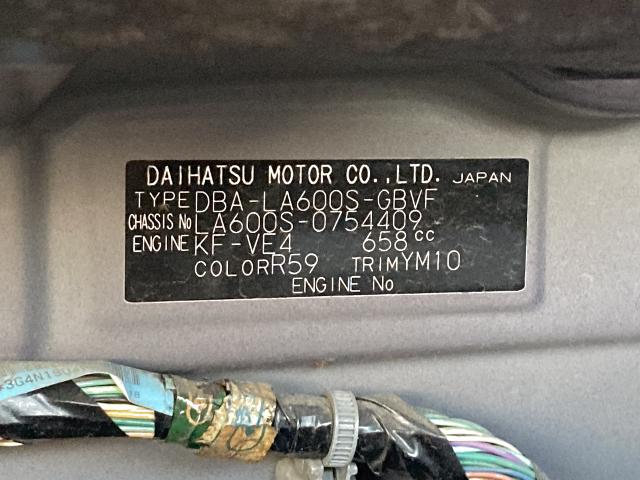 DAIHATSU MOTOR CO.,LTD. JAPAN
TYPE DBA-LA600S-GBVF
CHASSIS No LA600S-0754409
ENGINE KF-VE4 658cc
COLOR R59 TRIM YM10
ENGINE No